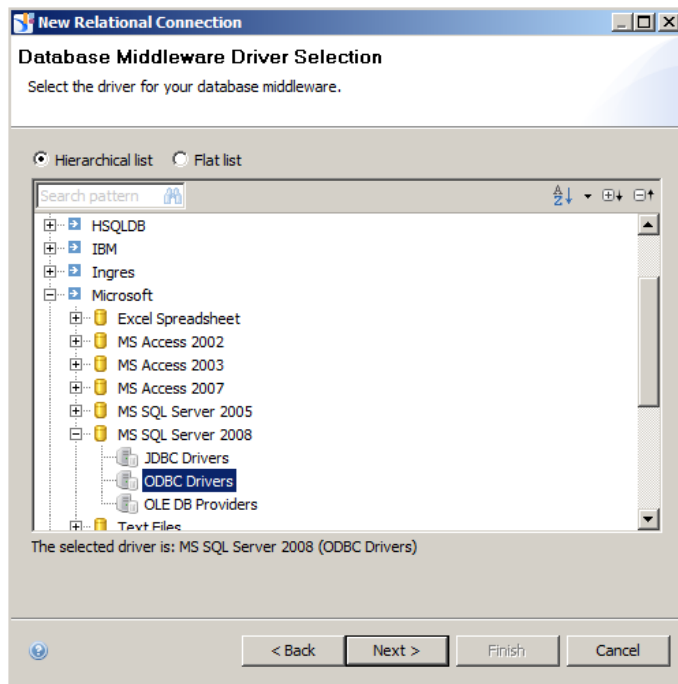 New Relational Connection
Database Middleware Driver Selection
Select the driver for your database middleware.
Hierarchical list Flat list
Search pattern
HSQLDB
IBM
Ingres
Microsoft
Excel Spreadsheet
MS Access 2002
MS Access 2003
MS Access 2007
MS SQL Server 2005
MS SQL Server 2008
JDBC Drivers
ODBC Drivers
OLE DB Providers
Text Files
The selected driver is: MS SQL Server 2008 (ODBC Drivers)
< Back Next > Finish Cancel